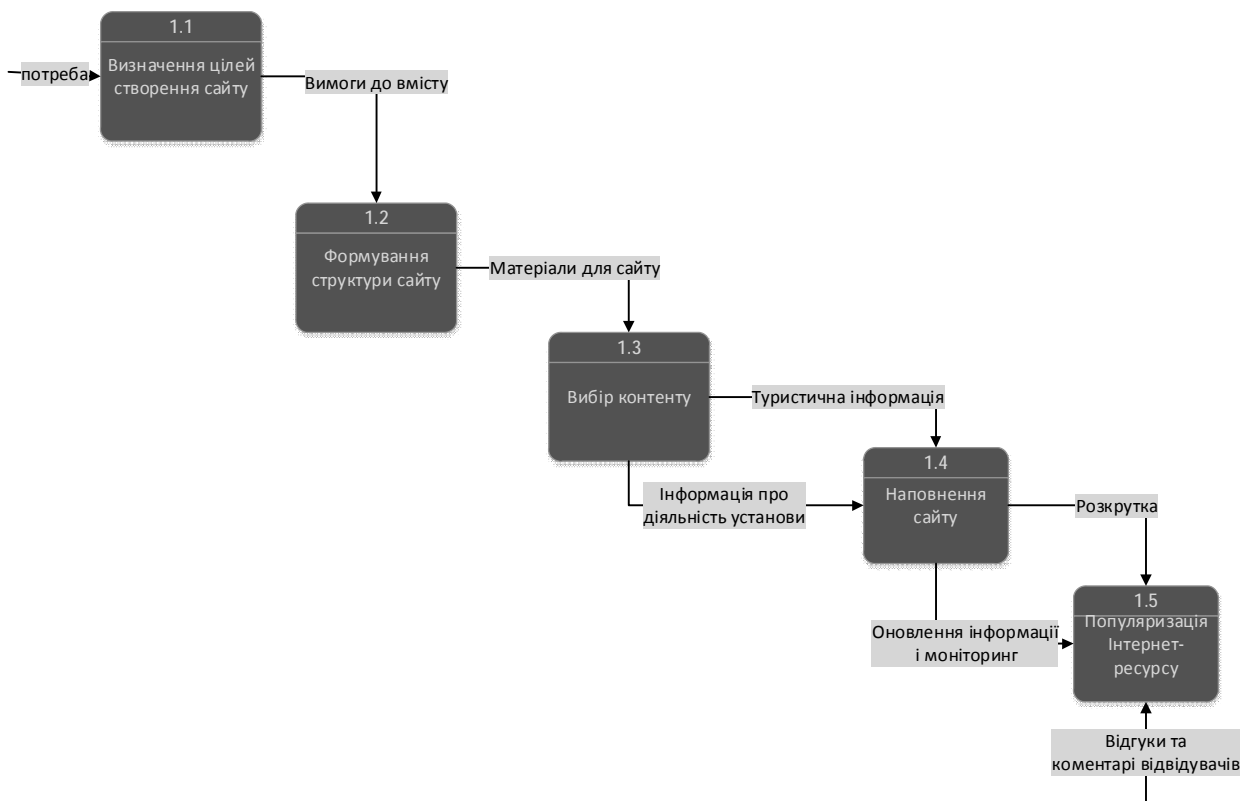 1.1
потреба
Визначення цілей
створення сайту
Вимоги до вмісту
1.2
Формування
структури сайту
Матеріали для сайту
1.3
Вибір контенту
Туристична інформація
1.4
Наповнення
сайту
Інформація про
діяльність установи
Розкрутка
1.5
Популяризація
Інтернет-
ресурсу
Оновлення інформації
і моніторинг
Відгуки та
коментарі відвідувачів